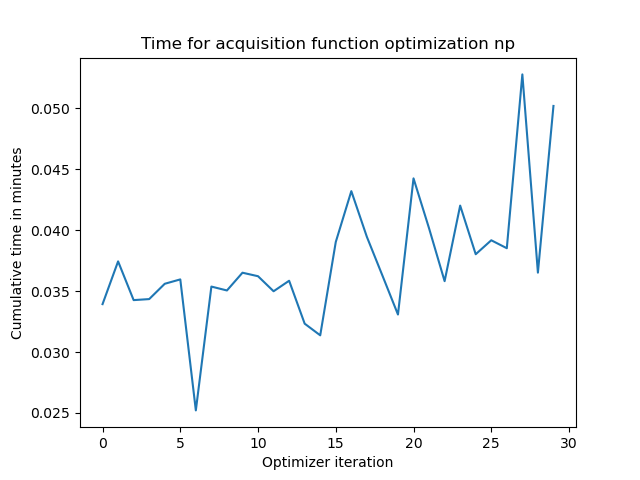 Time for acquisition function optimization np
Cumulative time in minutes
0.050
0.045
0.040
0.035
0.030
0.025
0 5 10 15 20 25 30
Optimizer iteration